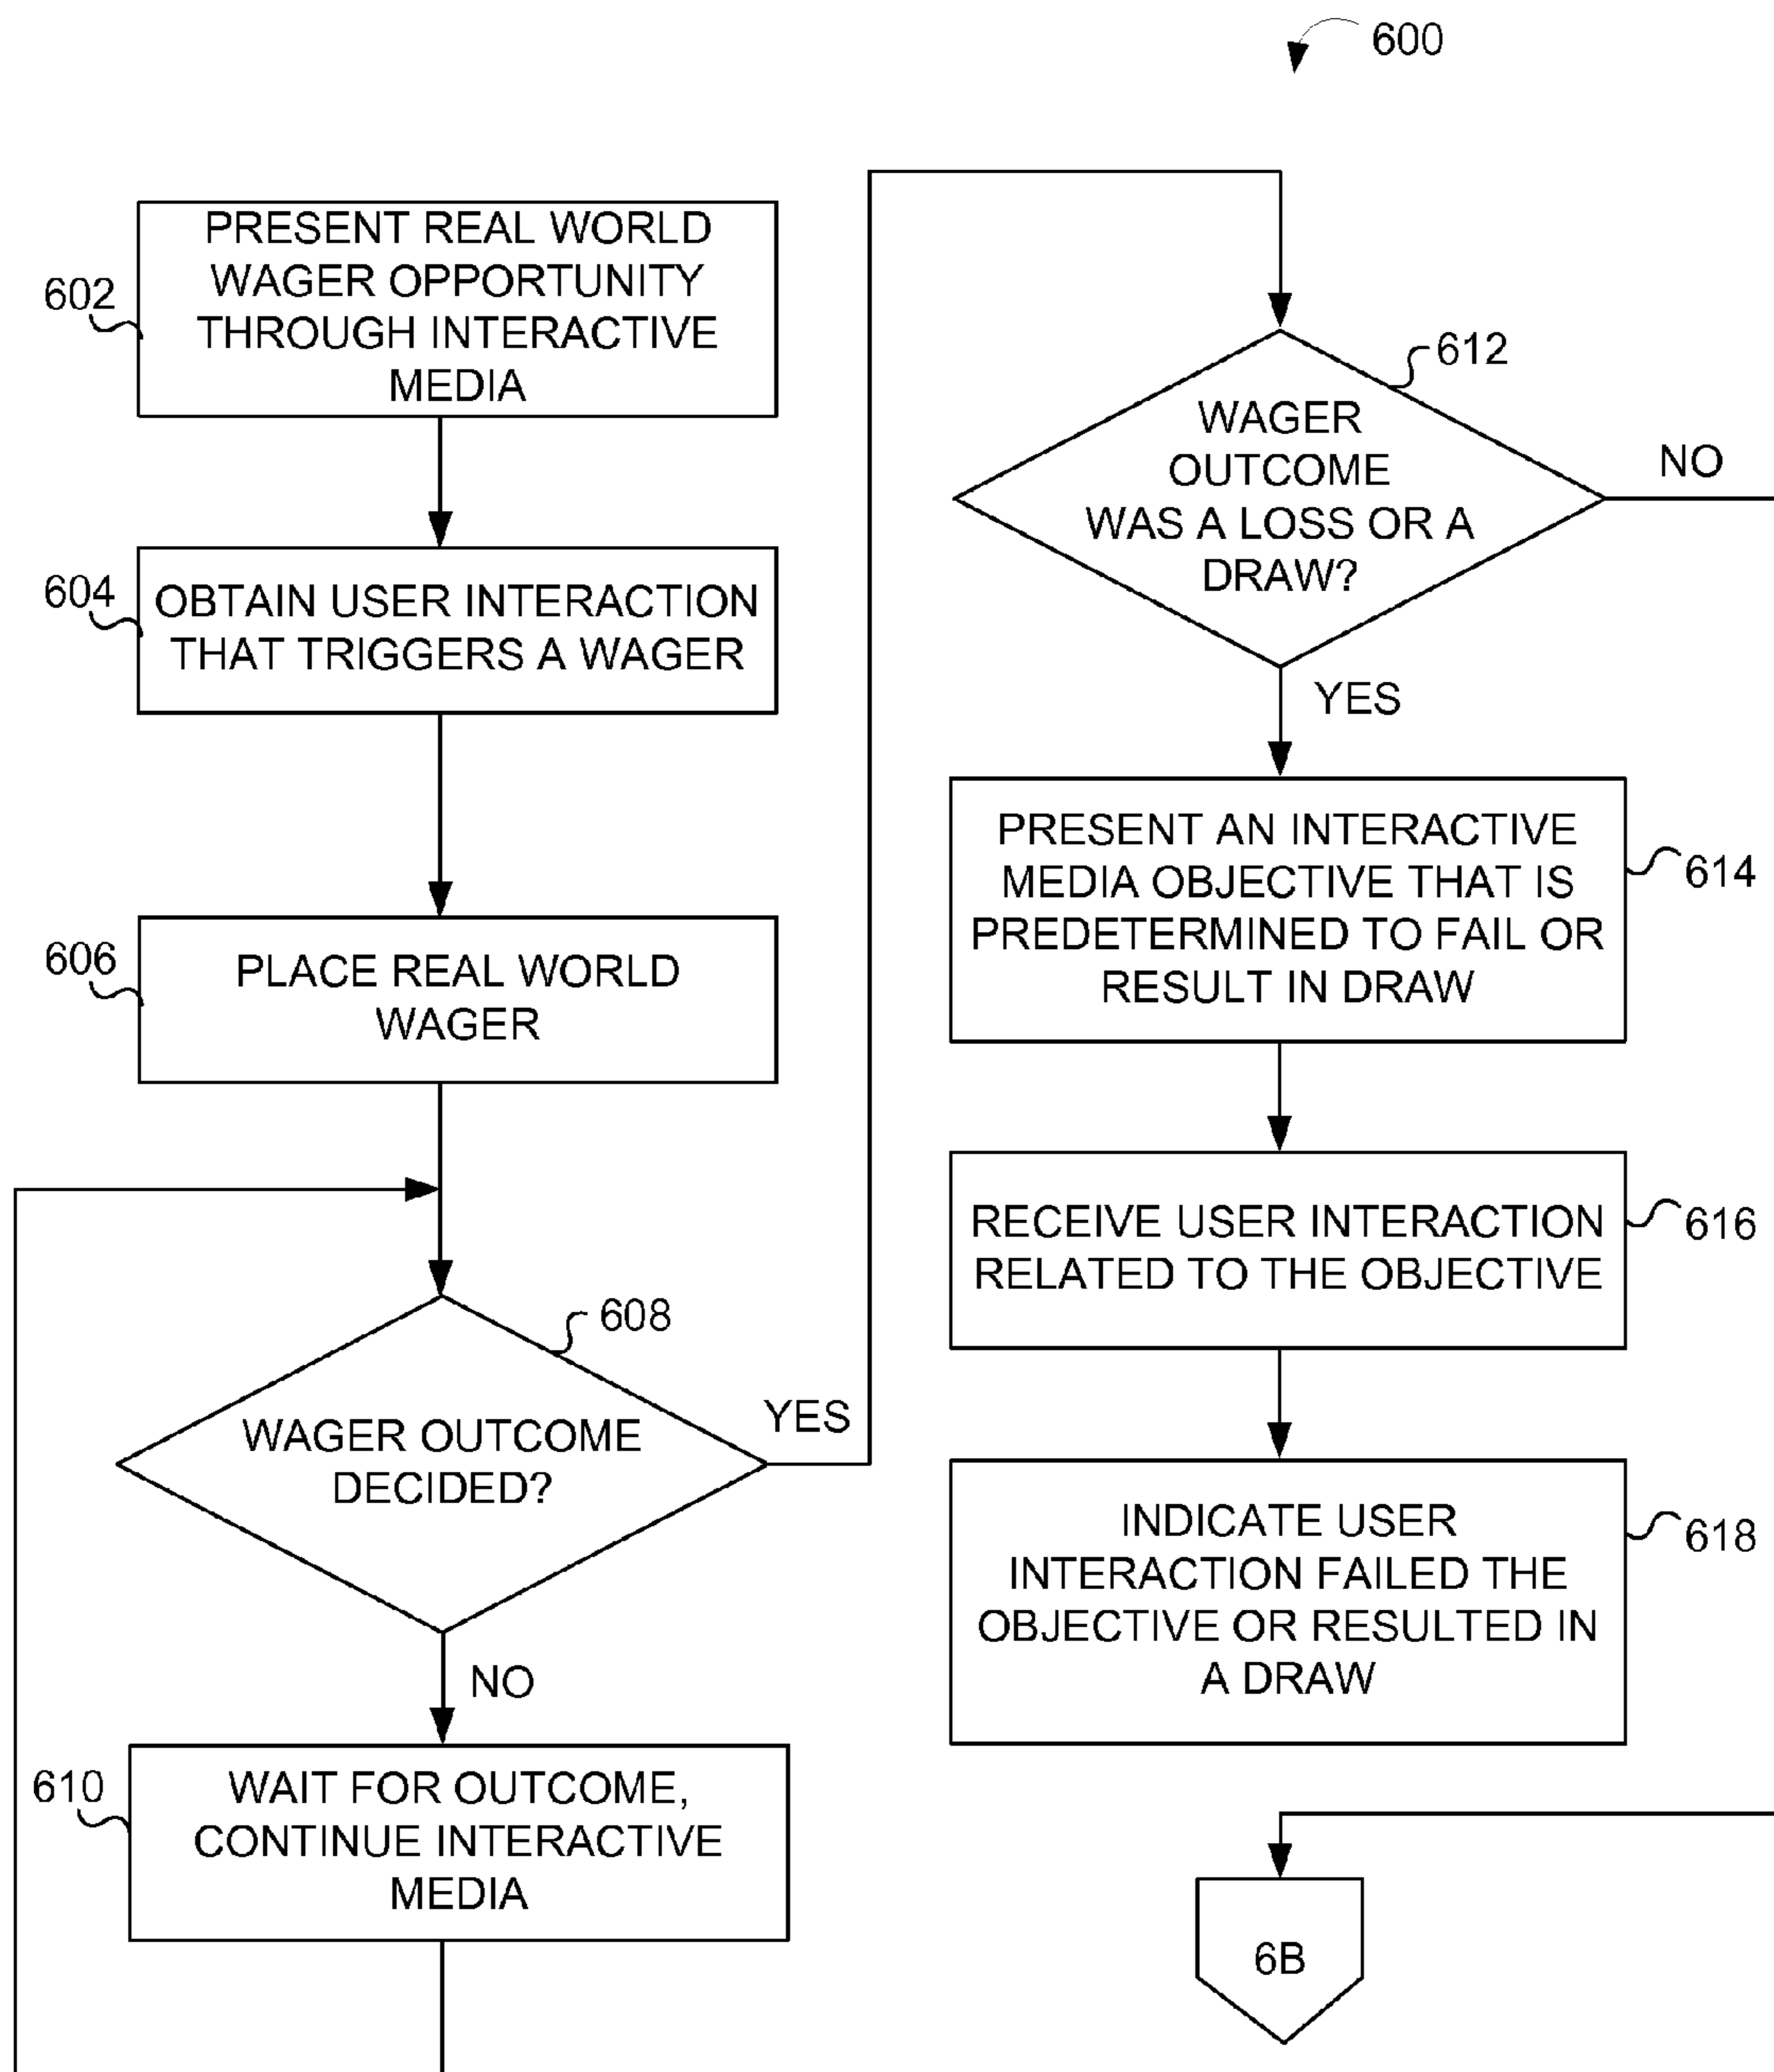 600
602
PRESENT REAL WORLD
WAGER OPPORTUNITY
THROUGH INTERACTIVE
MEDIA
604
OBTAIN USER INTERACTION
THAT TRIGGERS A WAGER
606
PLACE REAL WORLD
WAGER
608
WAGER OUTCOME
DECIDED?
YES
NO
610
WAIT FOR OUTCOME,
CONTINUE INTERACTIVE
MEDIA
612
WAGER
OUTCOME
WAS A LOSS OR A
DRAW?
NO
YES
PRESENT AN INTERACTIVE
MEDIA OBJECTIVE THAT IS
PREDETERMINED TO FAIL OR
RESULT IN DRAW
614
RECEIVE USER INTERACTION
RELATED TO THE OBJECTIVE
616
INDICATE USER
INTERACTION FAILED THE
OBJECTIVE OR RESULTED IN
A DRAW
618
6B